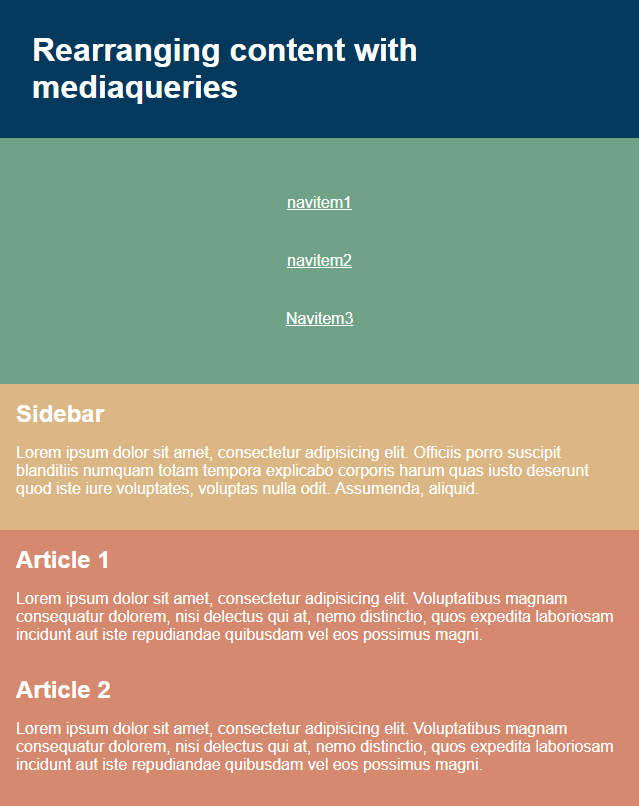 Rearranging content with
mediaqueries
navitem1
navitem2
Navitem3
Sidebar
Lorem ipsum dolor sit amet, consectetur adipisicing elit. Officiis porro suscipit
blanditiis numquam totam tempora explicabo corporis harum quas iusto deserunt
quod iste iure voluptates, voluptas nulla odit. Assumenda, aliquid.
Article 1
Lorem ipsum dolor sit amet, consectetur adipisicing elit. Voluptatibus magnam
consequatur dolorem, nisi delectus qui at, nemo distinctio, quos expedita laboriosam
incidunt aut iste repudiandae quibusdam vel eos possimus magni.
Article 2
Lorem ipsum dolor sit amet, consectetur adipisicing elit. Voluptatibus magnam
consequatur dolorem, nisi delectus qui at, nemo distinctio, quos expedita laboriosam
incidunt aut iste repudiandae quibusdam vel eos possimus magni.